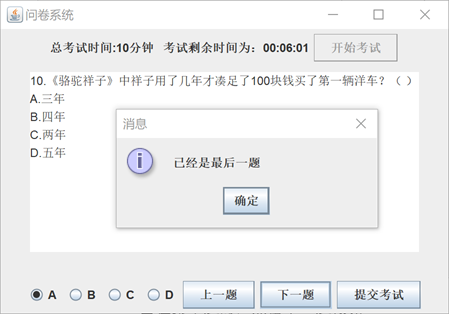 问卷系统
总考试时间:10分钟 考试剩余时间为：00:06:01 开始考试
10.《骆驼祥子》中祥子用了几年才凑足了100块钱买了第一辆洋车？（ ）
A.三年
B.四年
C.两年
D.五年
消息
已经是最后一题
确定
A B C D 上一题 下一题 提交考试